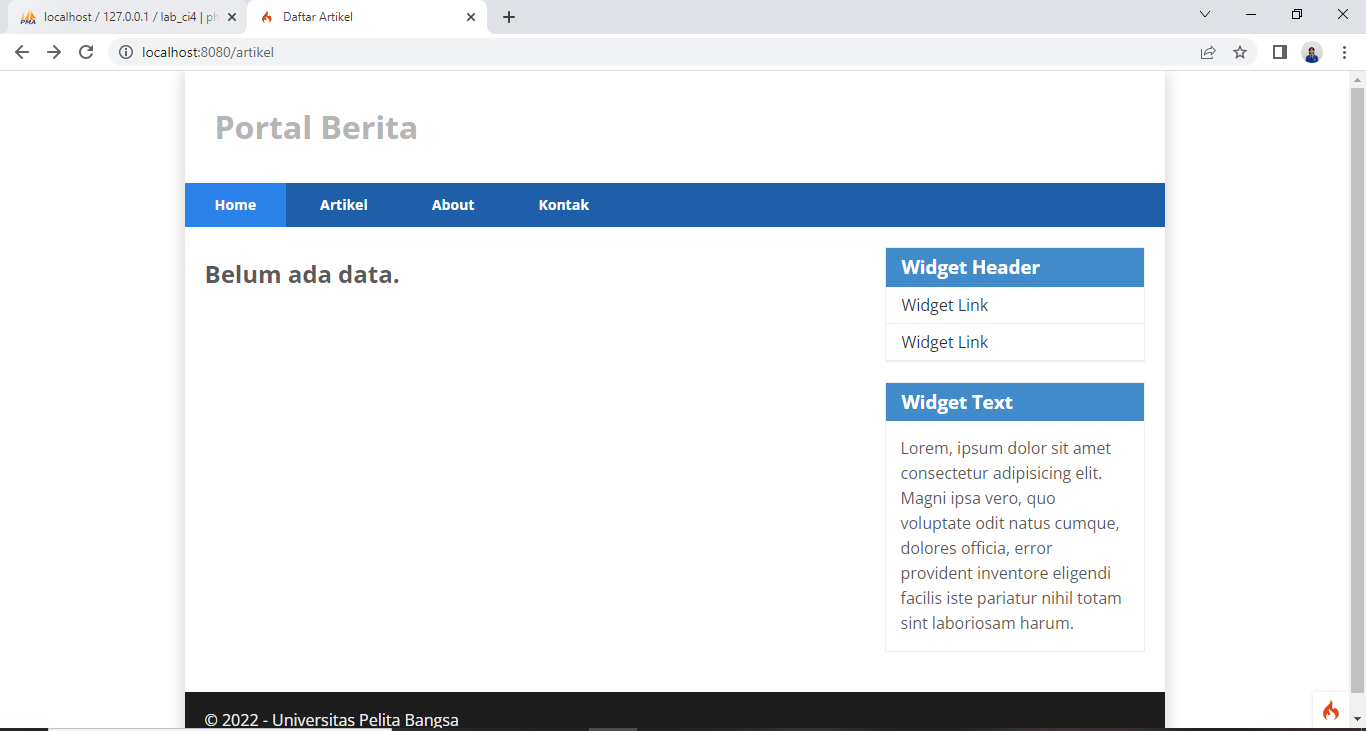 localhost / 127.0.0.1 / lab_ci4 | ph
Daftar Artikel
localhost:8080/artikel
Portal Berita
Home Artikel About Kontak
Belum ada data.
Widget Header
Widget Link
Widget Link
Widget Text
Lorem, ipsum dolor sit amet
consectetur adipisicing elit.
Magni ipsa vero, quo
voluptate odit natus cumque,
dolores officia, error
provident inventore eligendi
facilis iste pariatur nihil totam
sint laboriosam harum.
© 2022 - Universitas Pelita Bangsa